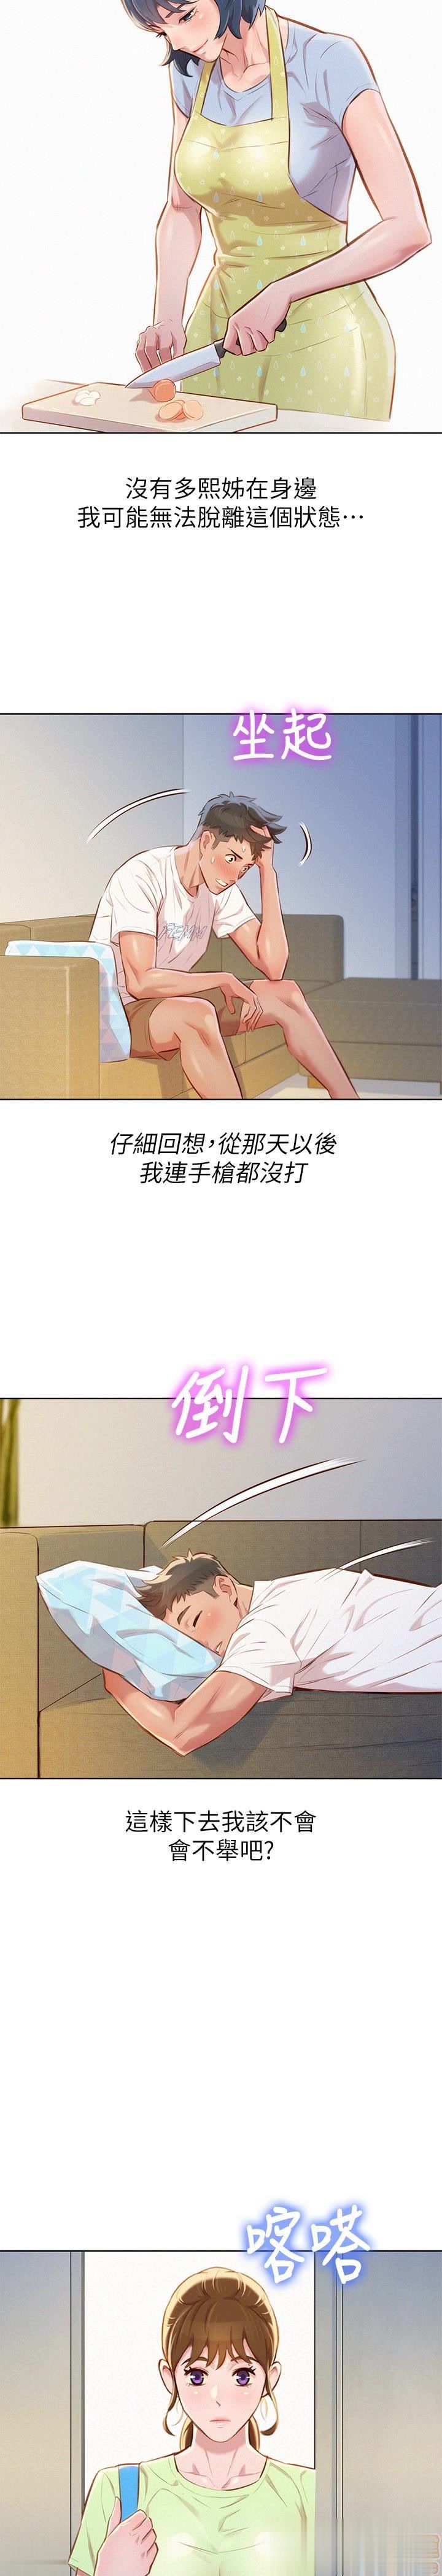 沒有多熙姊在身邊
我可能無法脫離這個狀態…
坐起
仔細回想，從那天以後
我連手槍都沒打
倒下
這樣下去我該不會
會不舉吧？
喀嗒